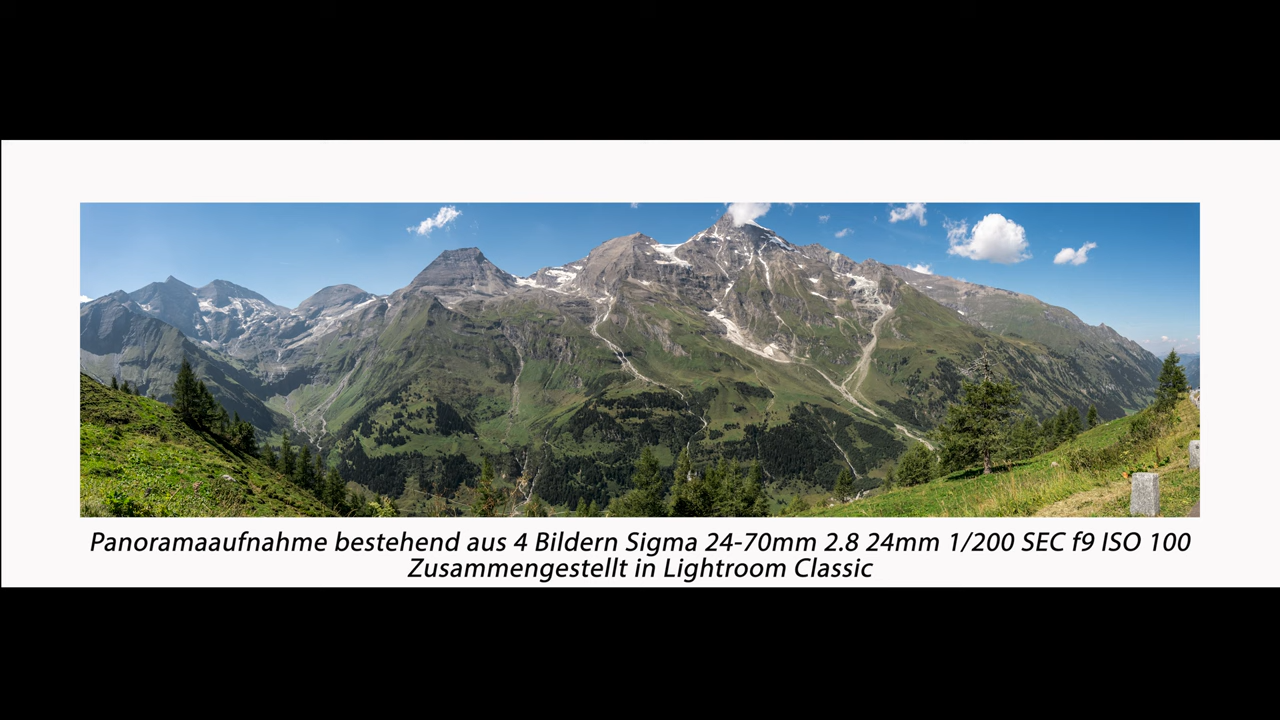 Panoramaaufnahme bestehend aus 4 Bildern Sigma 24-70mm 2.8 24mm 1/200 SEC f9 ISO 100
Zusammengestellt in Lightroom Classic